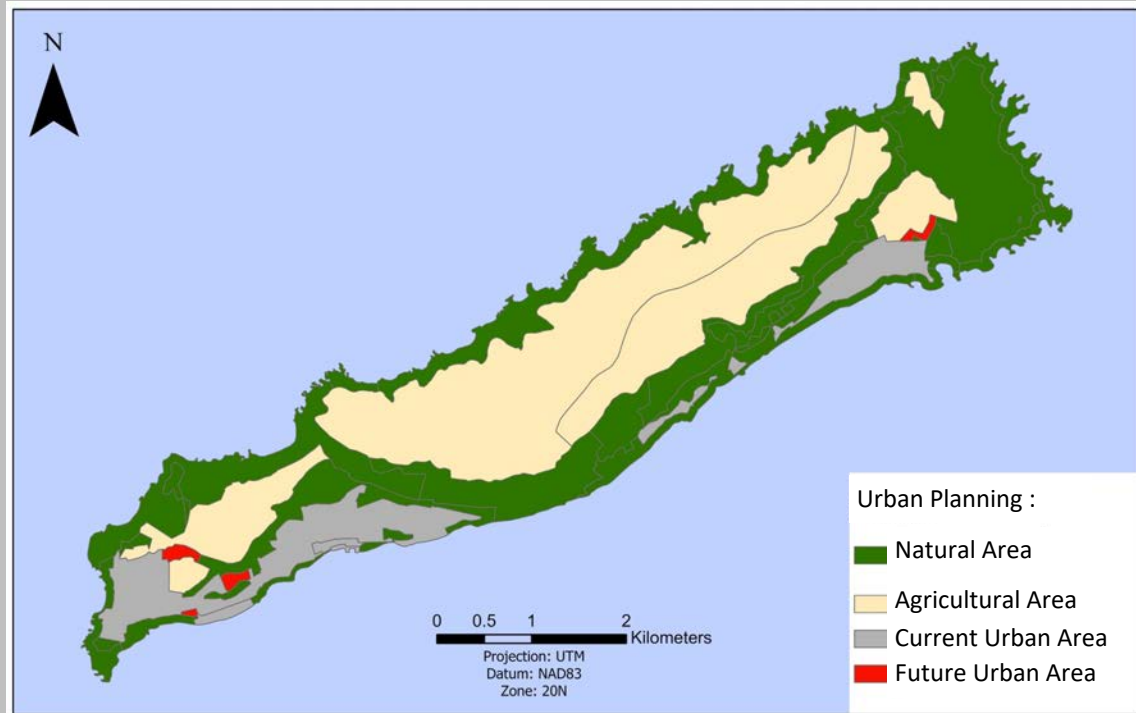 N
Urban Planning :
Natural Area
Agricultural Area
Current Urban Area
Future Urban Area
0 0.5 1 2
Kilometers
Projection: UTM
Datum: NAD83
Zone: 20N